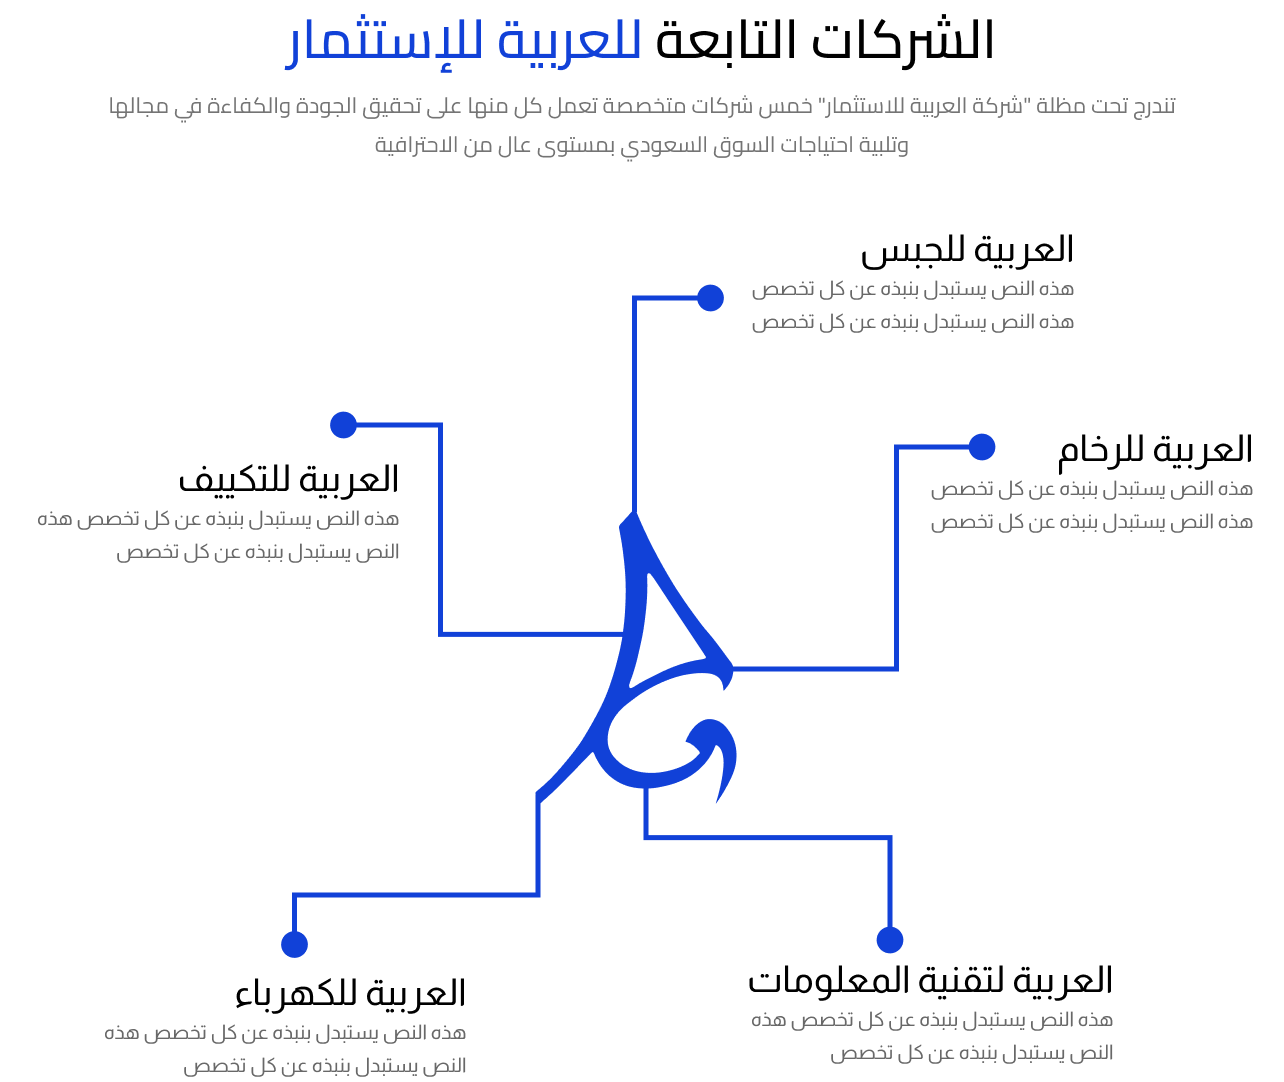 الشركات التابعة للعربية للإستثمار
تندرج تحت مظلة "شركة العربية للاستثمار" خمس شركات متخصصة تعمل كل منها على تحقيق الجودة والكفاءة في مجالها
وتلبية احتياجات السوق السعودي بمستوى عال من الاحترافية
العربية للجبس
هذه النص يستبدل بنبذه عن كل تخصص
هذه النص يستبدل بنبذه عن كل تخصص
العربية للرخام
هذه النص يستبدل بنبذه عن كل تخصص
هذه النص يستبدل بنبذه عن كل تخصص
العربية للتكييف
هذه النص يستبدل بنبذه عن كل تخصص هذه
النص يستبدل بنبذه عن كل تخصص
العربية لتقنية المعلومات
هذه النص يستبدل بنبذه عن كل تخصص هذه
النص يستبدل بنبذه عن كل تخصص
العربية للكهرباء
هذه النص يستبدل بنبذه عن كل تخصص هذه
النص يستبدل بنبذه عن كل تخصص